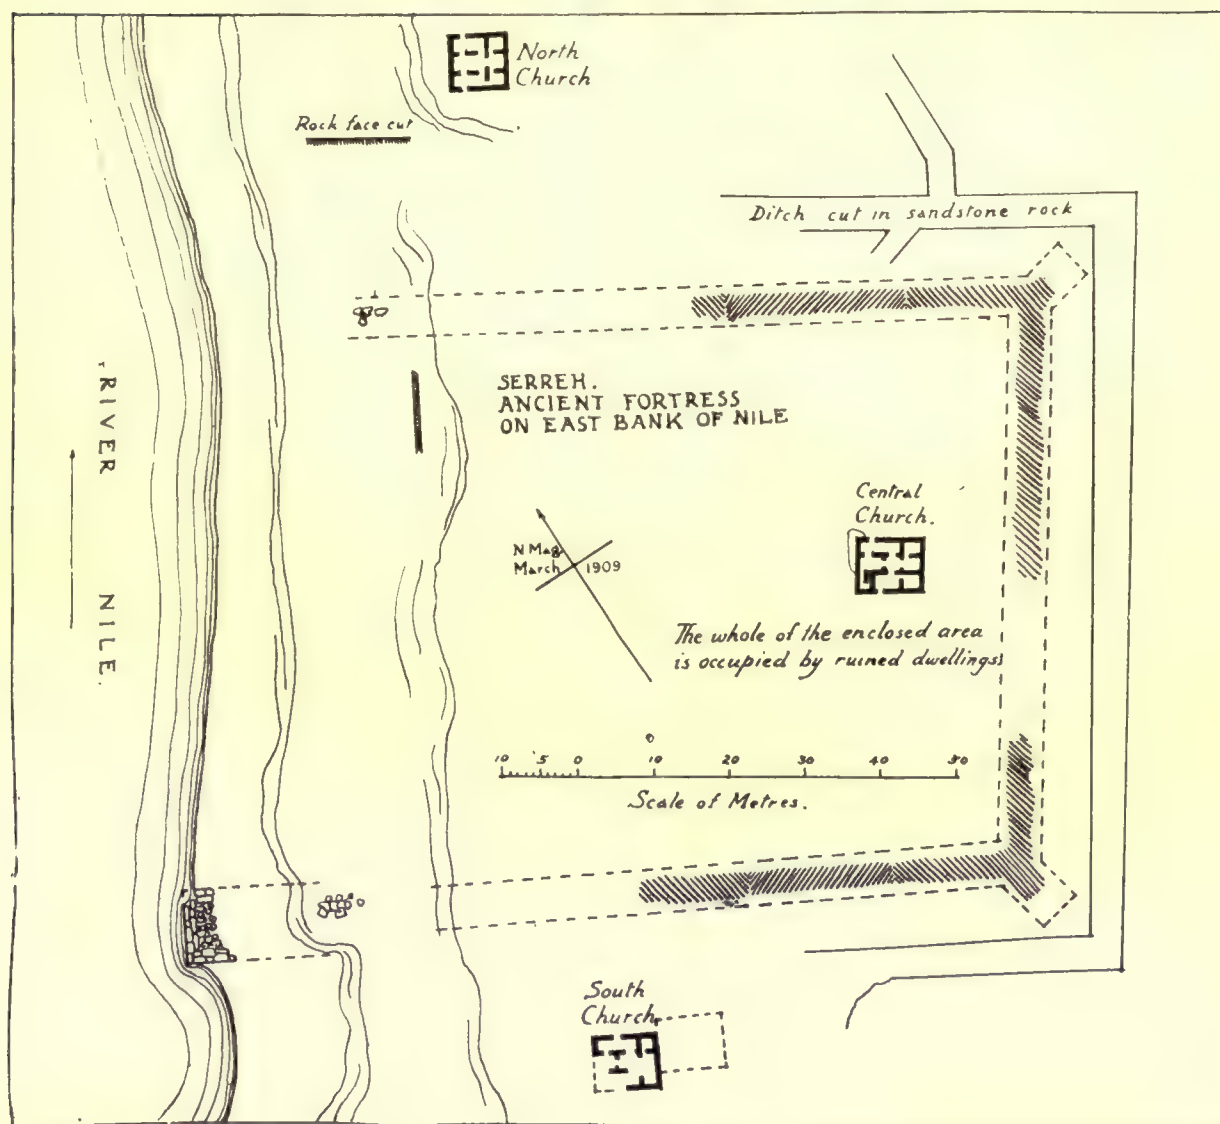 North
Church
Rock face cut
Ditch cut in sandstone rock
SERREH.
ANCIENT FORTRESS
ON EAST BANK OF NILE
RIVER NILE.
Central
Church.
N Mag
March 1909
The whole of the enclosed area
is occupied by ruined dwellings
10 5 0 10 20 30 40 50
Scale of Metres.
South
Church